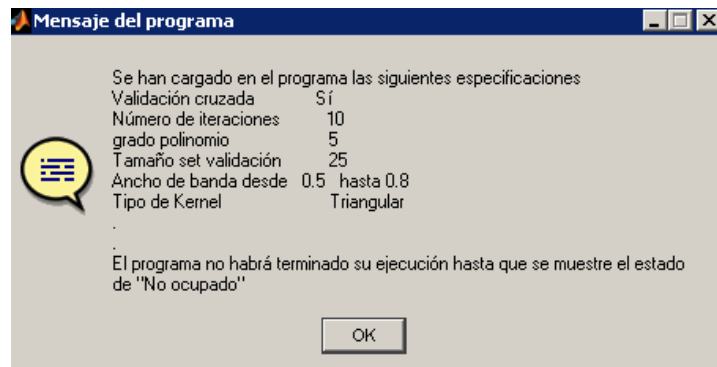 Mensaje del programa
Se han cargado en el programa las siguientes especificaciones
Validación cruzada Sí
Número de iteraciones 10
grado polinomio 5
Tamaño set validación 25
Ancho de banda desde 0.5 hasta 0.8
Tipo de Kernel Triangular
.
.
El programa no habrá terminado su ejecución hasta que se muestre el estado
de "No ocupado"
OK